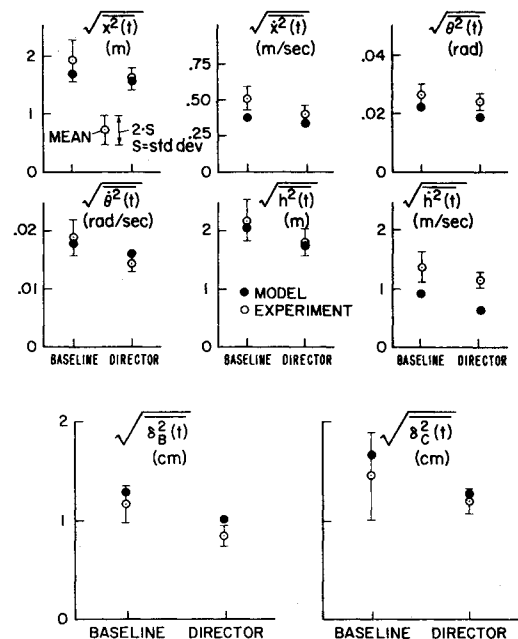 √x²(t) √ẋ²(t) √θ²(t)
(m) (m/sec) (rad)
2 .75 .04
1 .50 .02
.25
MEAN 2·S
S=std dev
0 0 0
√θ̇²(t) √h²(t) √ḣ²(t)
(rad/sec) (m) (m/sec)
.02 2 2
.01 1 1
● MODEL
○ EXPERIMENT
0 0 0
BASELINE DIRECTOR BASELINE DIRECTOR BASELINE DIRECTOR
2 √δ²B(t) √δ²C(t)
(cm) (cm)
1
0
BASELINE DIRECTOR BASELINE DIRECTOR